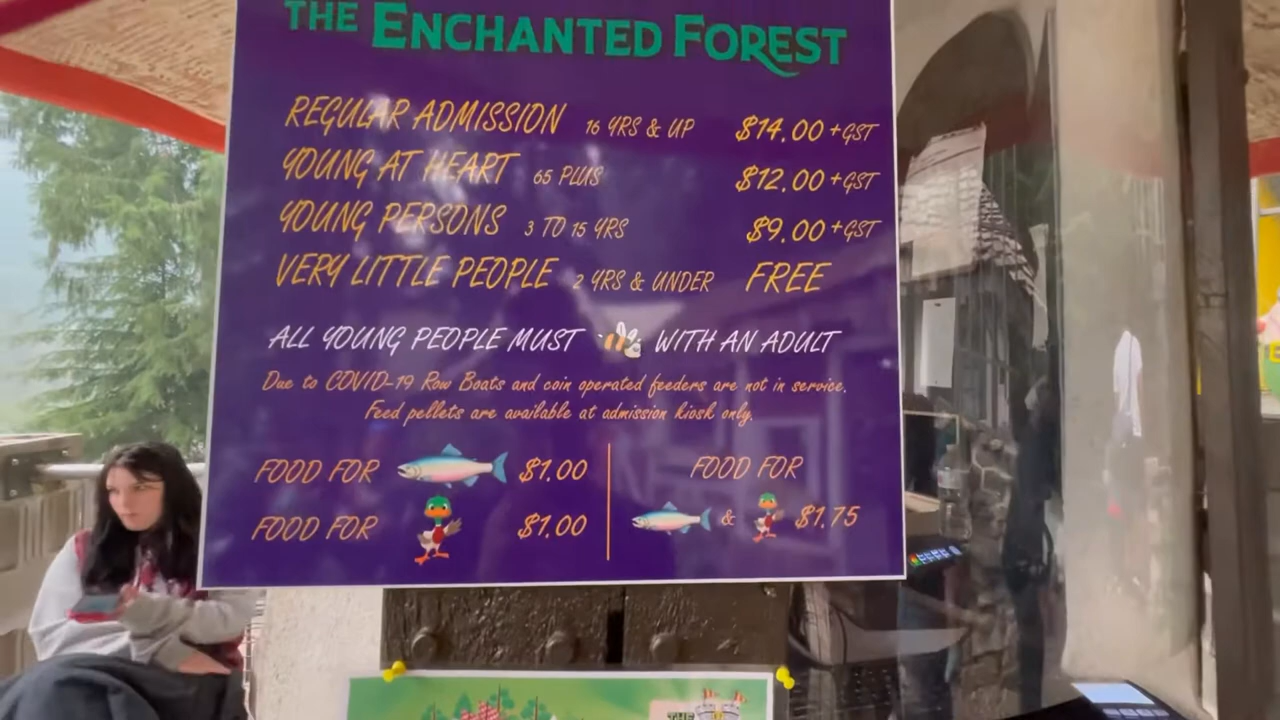 THE ENCHANTED FOREST
REGULAR ADMISSION 16 YRS & UP $14.00 +GST
YOUNG AT HEART 65 PLUS $12.00 +GST
YOUNG PERSONS 3 TO 15 YRS $9.00 +GST
VERY LITTLE PEOPLE 2 YRS & UNDER FREE
ALL YOUNG PEOPLE MUST WITH AN ADULT
Due to COVID-19 Row Boats and coin operated feeders are not in service.
Feed pellets are available at admission kiosk only.
FOOD FOR $1.00
FOOD FOR $1.00
FOOD FOR
& $1.75
THE